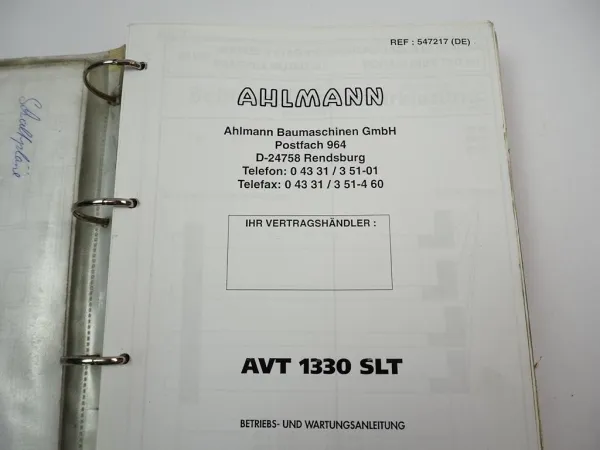 REF : 547217 (DE)
AHLMANN
Ahlmann Baumaschinen GmbH
Postfach 964
D-24758 Rendsburg
Telefon: 0 43 31 / 3 51-01
Telefax: 0 43 31 / 3 51-4 60
IHR VERTRAGSHÄNDLER :
AVT 1330 SLT
BETRIEBS- UND WARTUNGSANLEITUNG
Schaltpläne